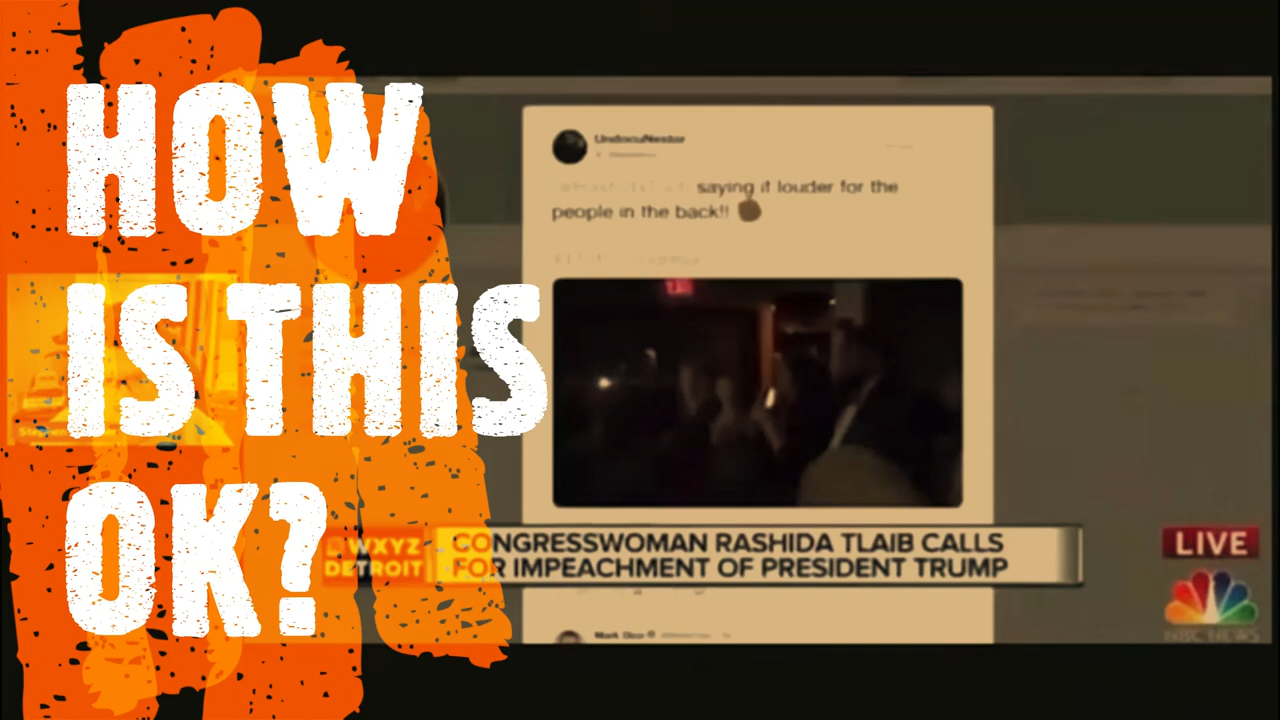 HOW
IS THIS
OK?
UndocuNestor
saying it louder for the
people in the back!!
WXYZ
DETROIT
CONGRESSWOMAN RASHIDA TLAIB CALLS
FOR IMPEACHMENT OF PRESIDENT TRUMP
LIVE
NBC NEWS